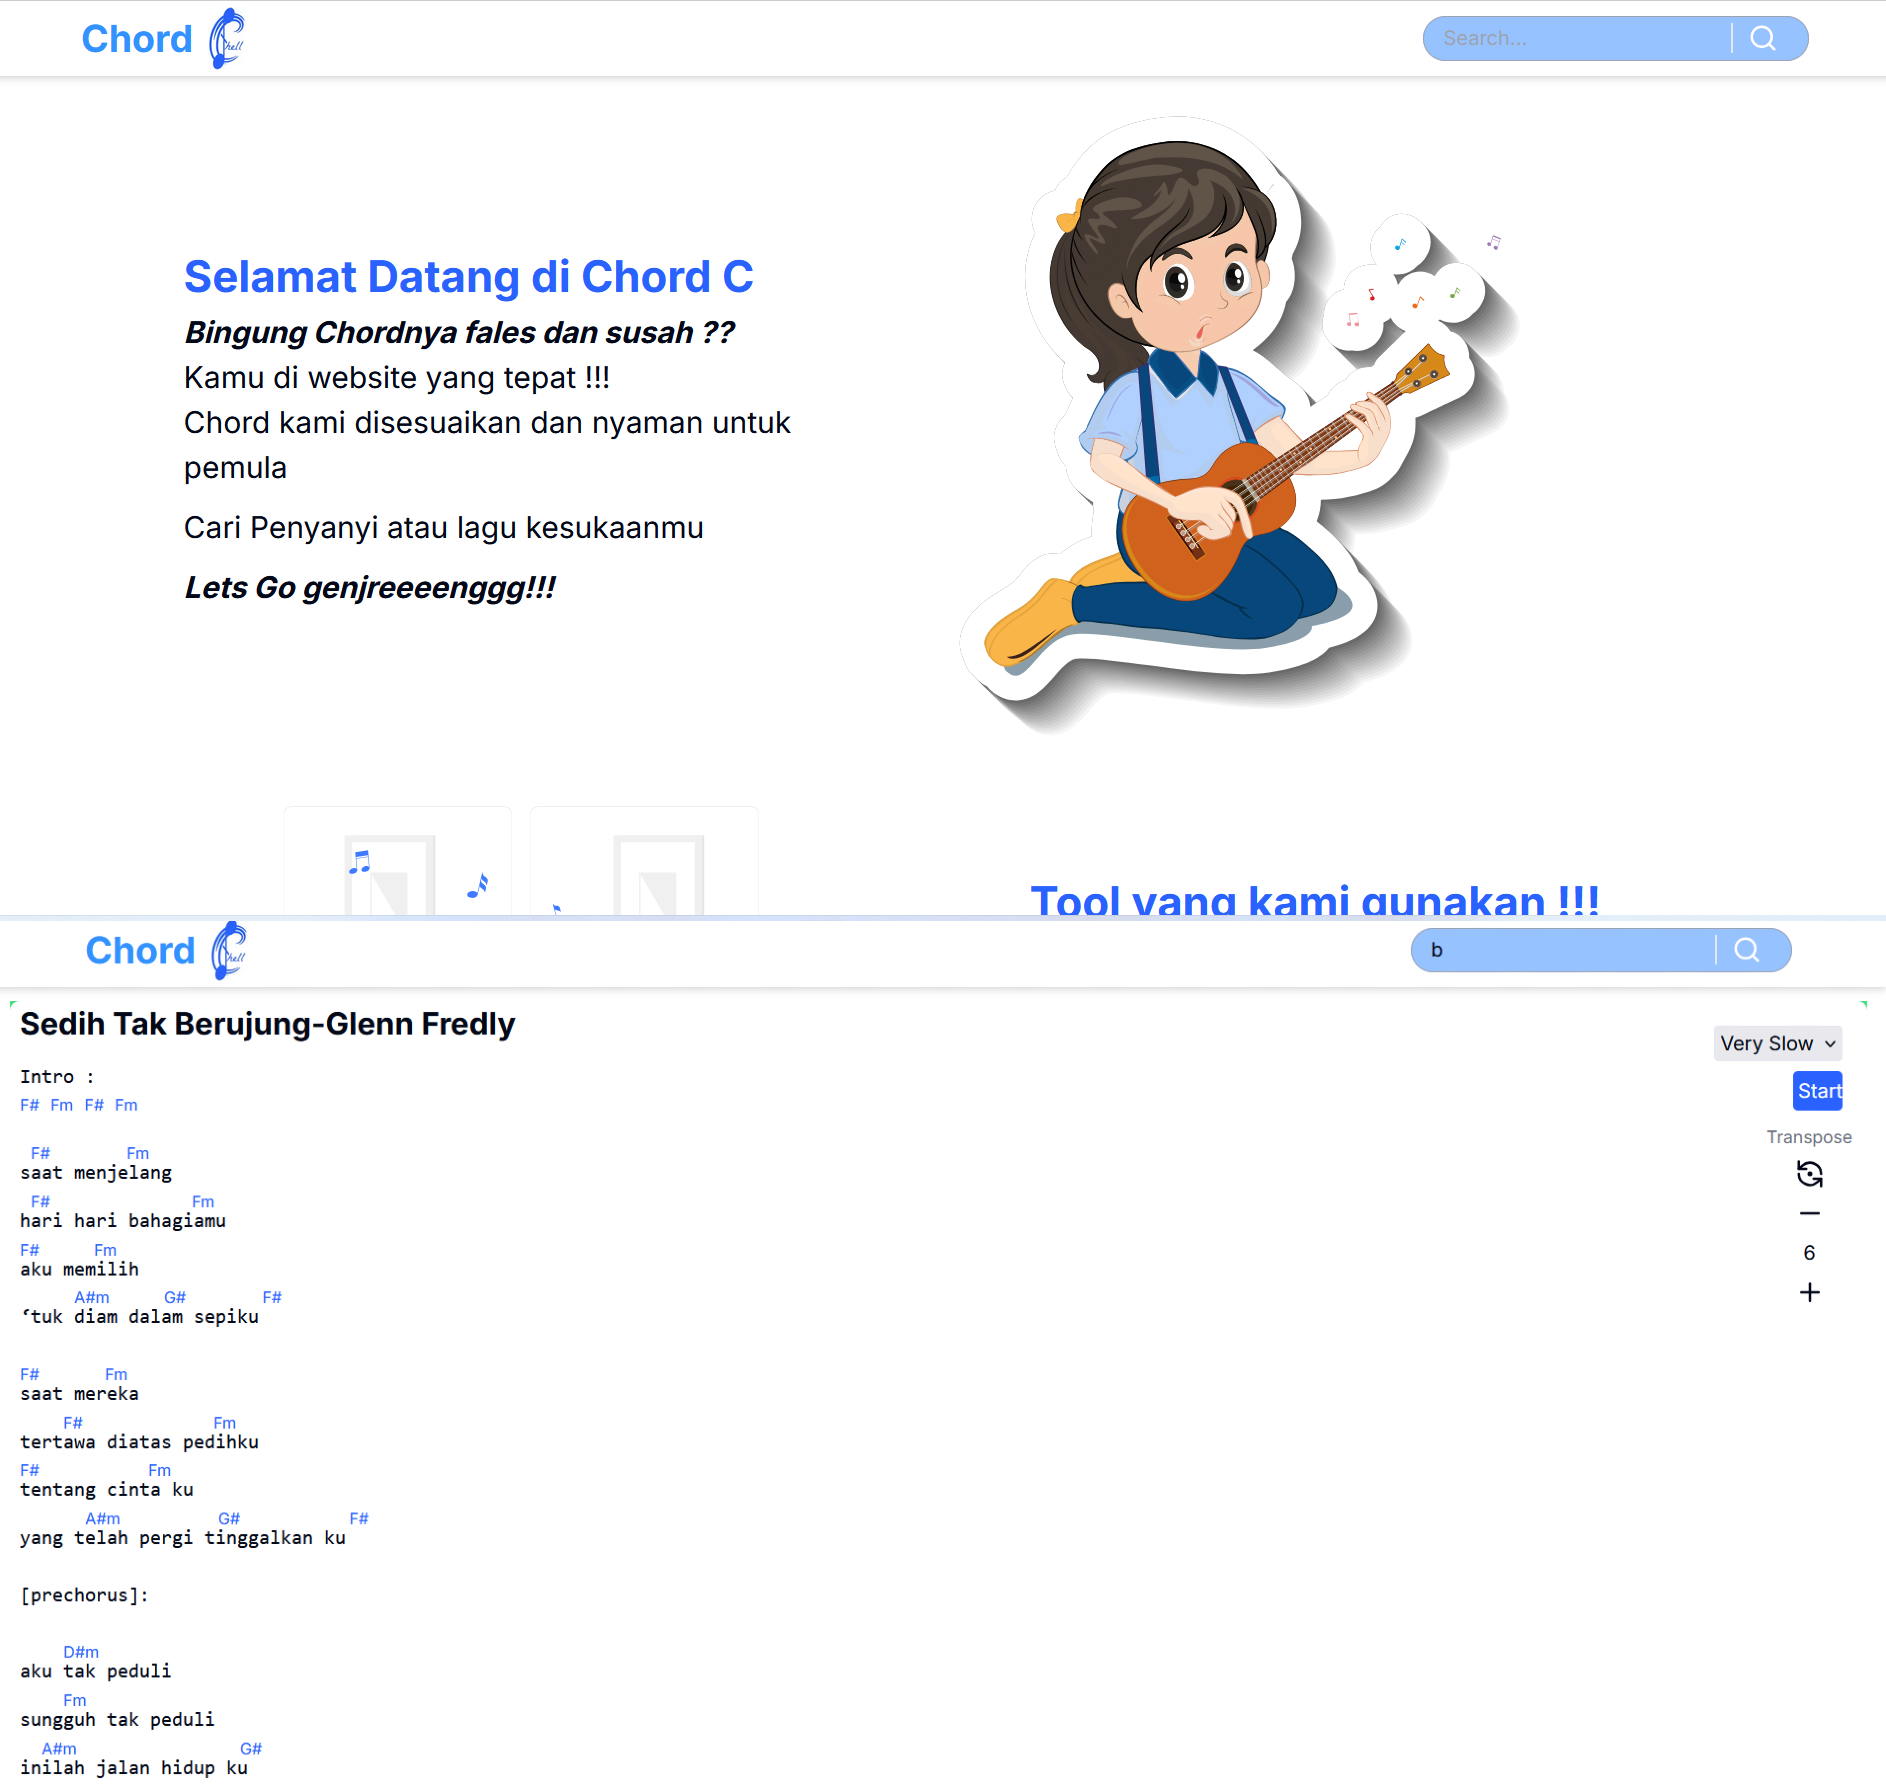 Chord Chell
Search...
Selamat Datang di Chord C
Bingung Chordnya fales dan susah ??
Kamu di website yang tepat !!!
Chord kami disesuaikan dan nyaman untuk
pemula
Cari Penyanyi atau lagu kesukaanmu
Lets Go genjreeeenggg!!!
Tool yang kami gunakan !!!
Chord Chell
b
Sedih Tak Berujung-Glenn Fredly
Very Slow
Start
Transpose
6
Intro :
F# Fm F# Fm
F# Fm
saat menjelang
F# Fm
hari hari bahagiamu
F# Fm
aku memilih
A#m G# F#
‘tuk diam dalam sepiku
F# Fm
saat mereka
F# Fm
tertawa diatas pedihku
F# Fm
tentang cinta ku
A#m G# F#
yang telah pergi tinggalkan ku
[prechorus]:
D#m
aku tak peduli
Fm
sungguh tak peduli
A#m G#
inilah jalan hidup ku